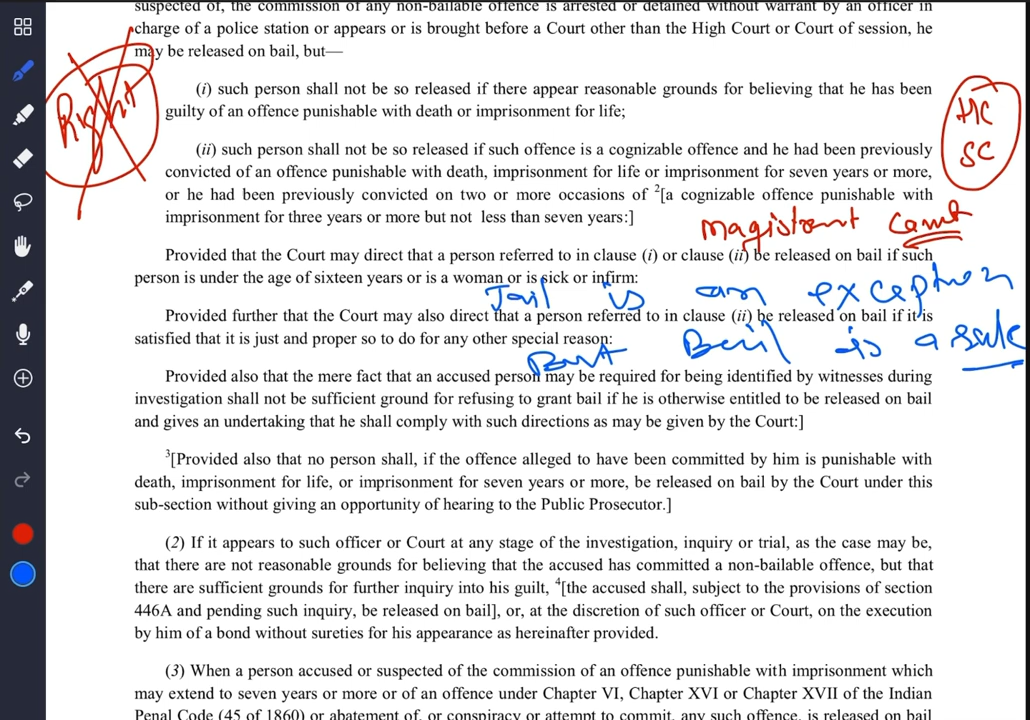 suspected of, the commission of any non-bailable offence is arrested or detained without warrant by an officer in
charge of a police station or appears or is brought before a Court other than the High Court or Court of session, he
may be released on bail, but—
Right
(i) such person shall not be so released if there appear reasonable grounds for believing that he has been
guilty of an offence punishable with death or imprisonment for life;
HC
SC
(ii) such person shall not be so released if such offence is a cognizable offence and he had been previously
convicted of an offence punishable with death, imprisonment for life or imprisonment for seven years or more,
or he had been previously convicted on two or more occasions of 2[a cognizable offence punishable with
imprisonment for three years or more but not less than seven years:]
Provided that the Court may direct that a person referred to in clause (i) or clause (ii) be released on bail if such
person is under the age of sixteen years or is a woman or is sick or infirm:
Jail is an exception
Provided further that the Court may also direct that a person referred to in clause (ii) be released on bail if it is
satisfied that it is just and proper so to do for any other special reason:
But Bail is a rule
Provided also that the mere fact that an accused person may be required for being identified by witnesses during
investigation shall not be sufficient ground for refusing to grant bail if he is otherwise entitled to be released on bail
and gives an undertaking that he shall comply with such directions as may be given by the Court:]
3[Provided also that no person shall, if the offence alleged to have been committed by him is punishable with
death, imprisonment for life, or imprisonment for seven years or more, be released on bail by the Court under this
sub-section without giving an opportunity of hearing to the Public Prosecutor.]
(2) If it appears to such officer or Court at any stage of the investigation, inquiry or trial, as the case may be,
that there are not reasonable grounds for believing that the accused has committed a non-bailable offence, but that
there are sufficient grounds for further inquiry into his guilt, 4[the accused shall, subject to the provisions of section
446A and pending such inquiry, be released on bail], or, at the discretion of such officer or Court, on the execution
by him of a bond without sureties for his appearance as hereinafter provided.
(3) When a person accused or suspected of the commission of an offence punishable with imprisonment which
may extend to seven years or more or of an offence under Chapter VI, Chapter XVI or Chapter XVII of the Indian
Penal Code (45 of 1860) or abatement of, or conspiracy or attempt to commit, any such offence, is released on bail